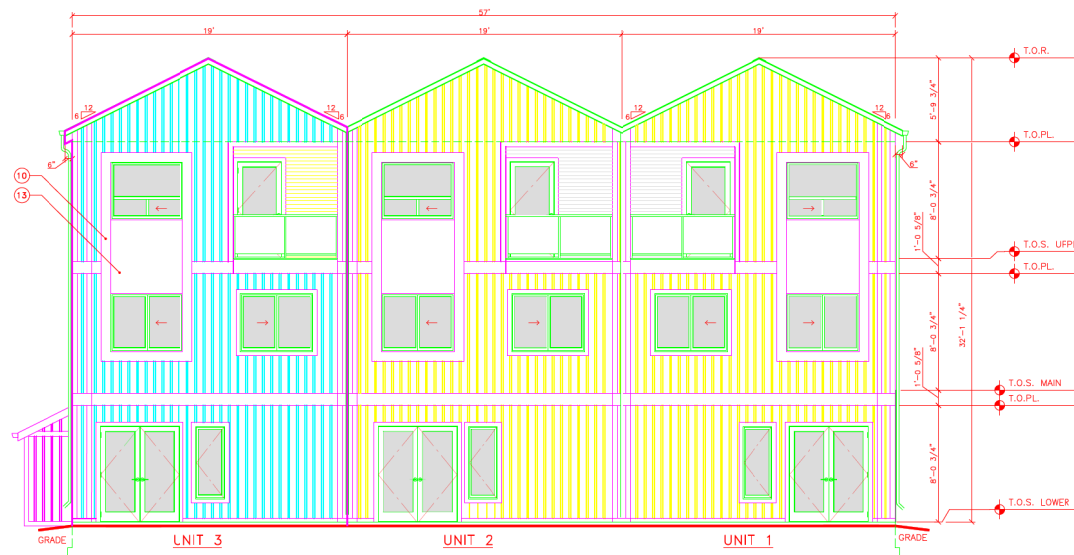 57'
19' 19' 19'
T.O.R.
5'-9 3/4"
12 12 12 12
6 6 6 6
T.O.PL.
6" 6"
10
13
8'-0 3/4"
32'-1 1/4"
1'-0 5/8"
T.O.S. UFPE
T.O.PL.
8'-0 3/4"
1'-0 5/8"
T.O.S. MAIN
T.O.PL.
8'-0 3/4"
T.O.S. LOWER
GRADE UNIT 3 UNIT 2 UNIT 1 GRADE